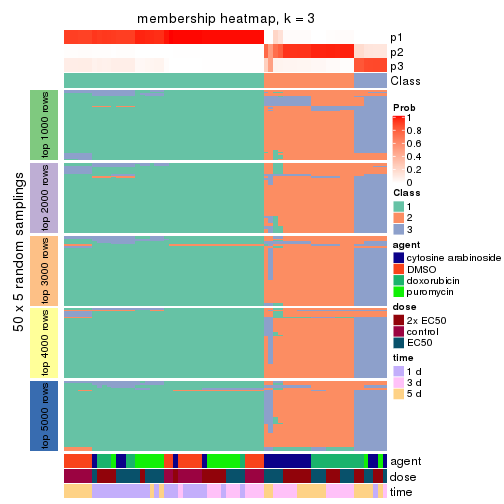 membership heatmap, k = 3
p1
p2
p3
Class
50 x 5 random samplings
top 1000 rows
top 2000 rows
top 3000 rows
top 4000 rows
top 5000 rows
agent
dose
time
Prob
1
0.8
0.6
0.4
0.2
0
Class
1
2
3
agent
cytosine arabinoside
DMSO
doxorubicin
puromycin
dose
2x EC50
control
EC50
time
1 d
3 d
5 d